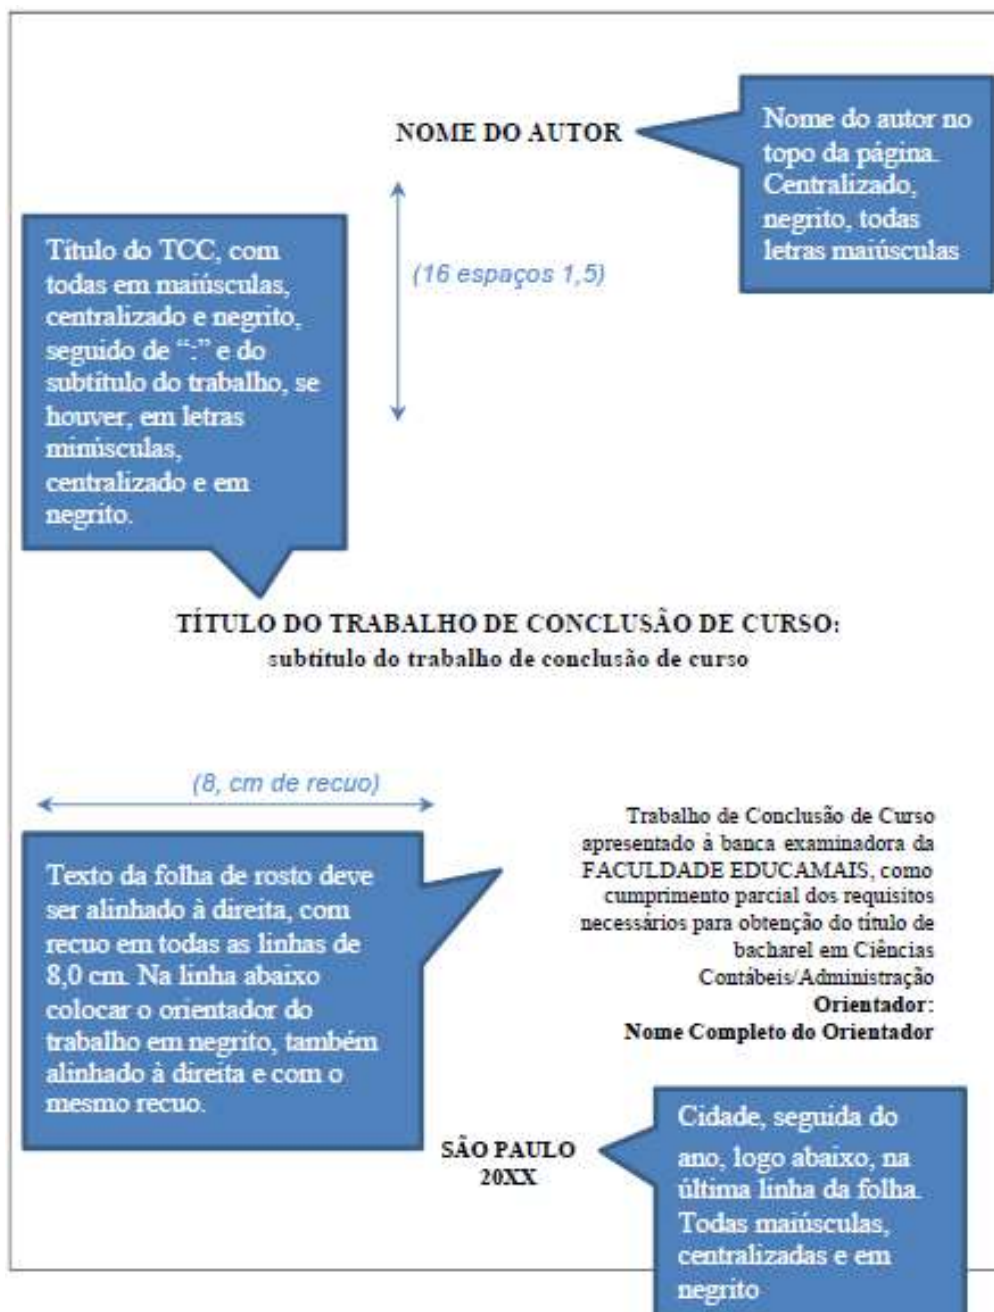 NOME DO AUTOR
Nome do autor no
topo da página.
Centralizado,
negrito, todas
letras maiúsculas
Título do TCC, com
todas em maiúsculas,
centralizado e negrito,
seguido de “:” e do
subtítulo do trabalho, se
houver, em letras
minúsculas,
centralizado e em
negrito.
(16 espaços 1,5)
TÍTULO DO TRABALHO DE CONCLUSÃO DE CURSO:
subtítulo do trabalho de conclusão de curso
(8, cm de recuo)
Texto da folha de rosto deve
ser alinhado à direita, com
recuo em todas as linhas de
8,0 cm. Na linha abaixo
colocar o orientador do
trabalho em negrito, também
alinhado à direita e com o
mesmo recuo.
Trabalho de Conclusão de Curso
apresentado à banca examinadora da
FACULDADE EDUCAMAIS, como
cumprimento parcial dos requisitos
necessários para obtenção do título de
bacharel em Ciências
Contábeis/Administração
Orientador:
Nome Completo do Orientador
SÃO PAULO
20XX
Cidade, seguida do
ano, logo abaixo, na
última linha da folha.
Todas maiúsculas,
centralizadas e em
negrito